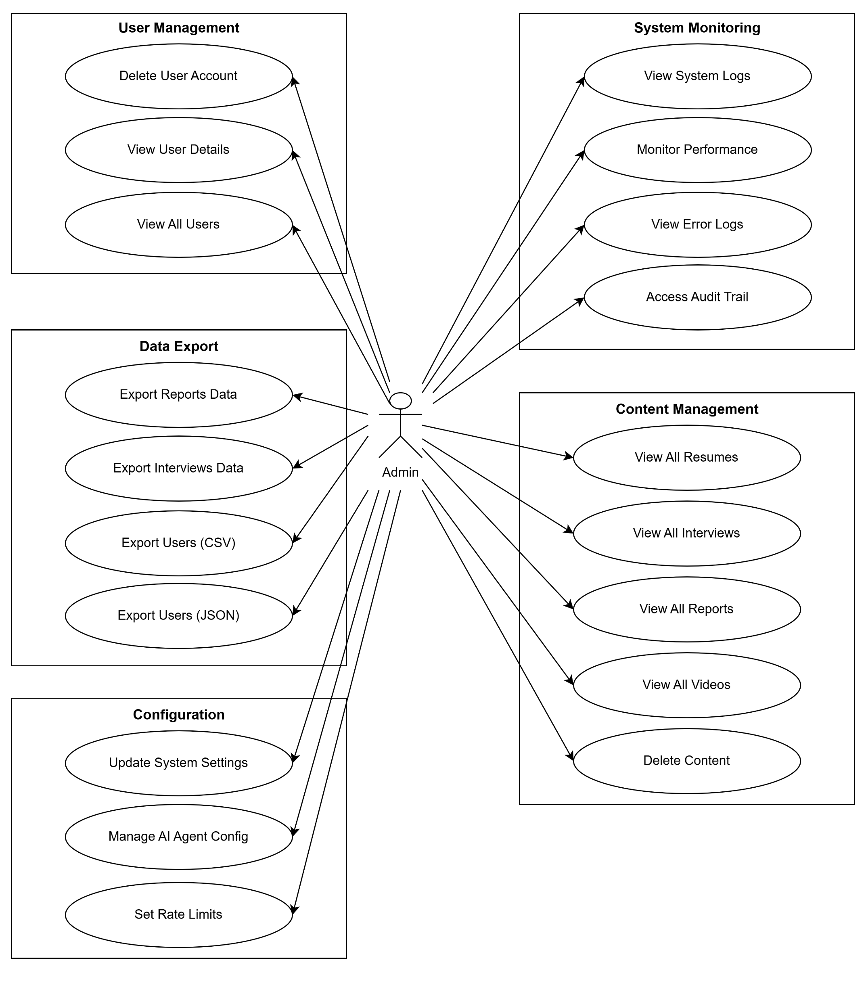 User Management
Delete User Account
View User Details
View All Users
System Monitoring
View System Logs
Monitor Performance
View Error Logs
Access Audit Trail
Data Export
Export Reports Data
Export Interviews Data
Export Users (CSV)
Export Users (JSON)
Admin
Content Management
View All Resumes
View All Interviews
View All Reports
View All Videos
Delete Content
Configuration
Update System Settings
Manage AI Agent Config
Set Rate Limits